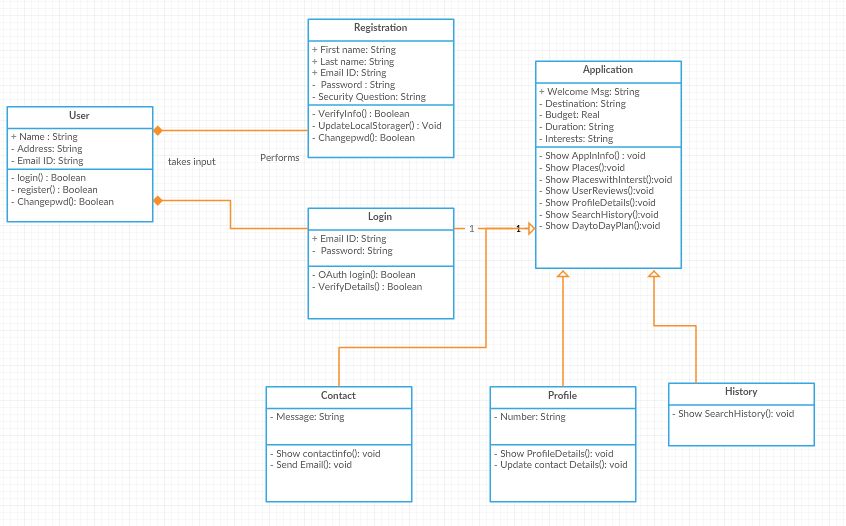 Registration
+ First name: String
+ Last name: String
+ Email ID: String
-  Password : String
- Security Question: String
- VerifyInfo() : Boolean
- UpdateLocalStorager() : Void
- Changepwd(): Boolean
Application
+ Welcome Msg: String
- Destination: String
- Budget: Real
- Duration: String
- Interests: String
- Show AppInInfo() : void
- Show Places():void
- Show PlaceswithInterst():void
- Show UserReviews():void
- Show ProfileDetails():void
- Show SearchHistory():void
- Show DaytoDayPlan():void
User
+ Name : String
- Address: String
- Email ID: String
- login() : Boolean
- register() : Boolean
- Changepwd(): Boolean
takes input
Performs
Login
+ Email ID: String
-  Password: String
- OAuth login(): Boolean
- VerifyDetails() : Boolean
1
1
Contact
- Message: String
- Show contactinfo(): void
- Send Email(): void
Profile
- Number: String
- Show ProfileDetails(): void
- Update contact Details(): void
History
- Show SearchHistory(): void